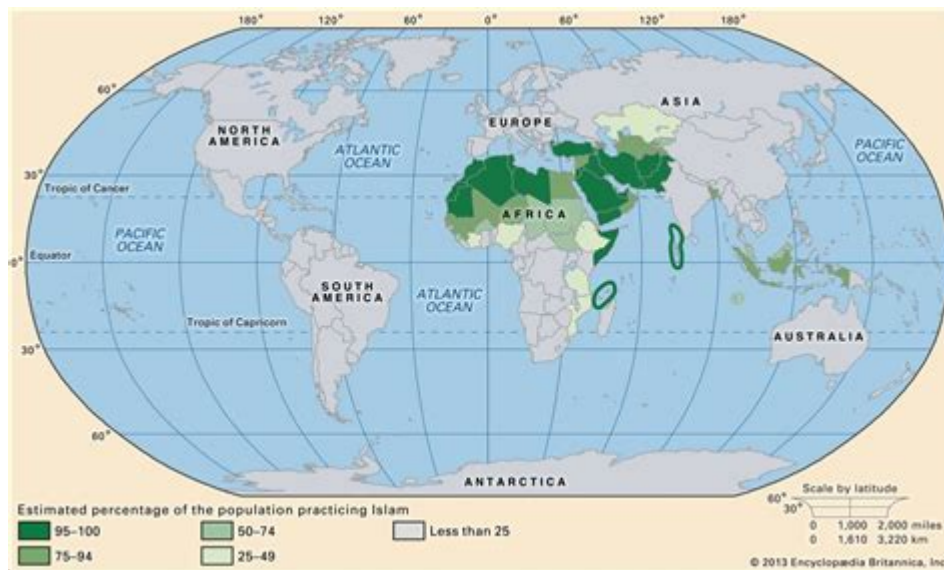 180° 120° 60° 0° 60° 120° 180°
60°
NORTH
AMERICA
EUROPE
ASIA
ATLANTIC
OCEAN
PACIFIC
OCEAN
30°
Tropic of Cancer
AFRICA
PACIFIC
OCEAN
Equator
0°
SOUTH
AMERICA
ATLANTIC
OCEAN
Tropic of Capricorn
AUSTRALIA
30°
60°
ANTARCTICA
Estimated percentage of the population practicing Islam
95–100
50–74
Less than 25
75–94
25–49
Scale by latitude
60°
30°
0 1,000 2,000 miles
0 1,610 3,220 km
© 2013 Encyclopædia Britannica, Inc